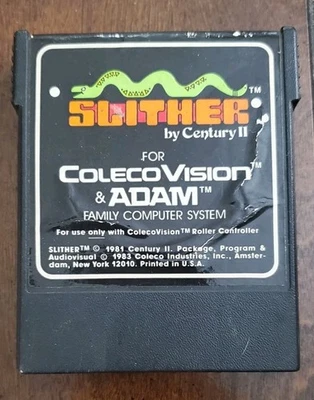 SLITHER™
by Century II
FOR
COLECOVISION™
& ADAM™
FAMILY COMPUTER SYSTEM
For use only with ColecoVision™ Roller Controller
SLITHER™ © 1981 Century II. Package, Program &
Audiovisual © 1983 Coleco Industries, Inc., Amster-
dam, New York 12010. Printed in U.S.A.